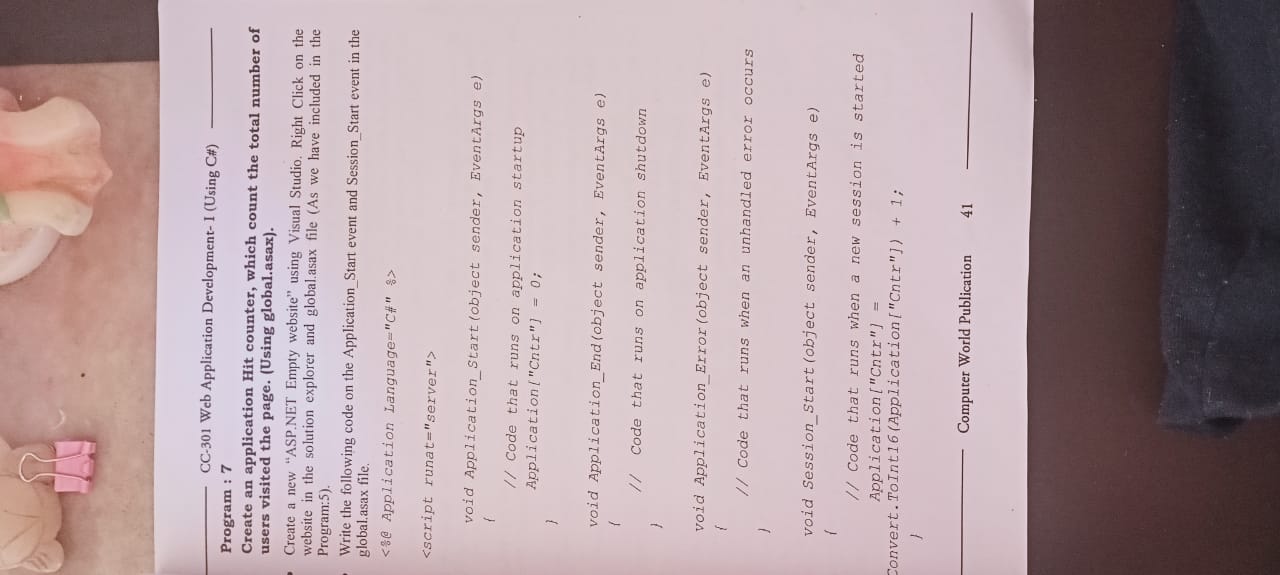 CC-301 Web Application Development- I (Using C#)
Program : 7
Create an application Hit counter, which count the total number of
users visited the page. (Using global.asax).
Create a new "ASP.NET Empty website" using Visual Studio. Right Click on the
website in the solution explorer and global.asax file (As we have included in the
Program:5).
Write the following code on the Application_Start event and Session_Start event in the
global.asax file.
<%@ Application Language="C#" %>
<script runat="server">
void Application_Start(object sender, EventArgs e)
{
// Code that runs on application startup
Application["Cntr"] = 0;
}
void Application_End(object sender, EventArgs e)
{
//  Code that runs on application shutdown
}
void Application_Error(object sender, EventArgs e)
{
// Code that runs when an unhandled error occurs
}
void Session_Start(object sender, EventArgs e)
{
// Code that runs when a new session is started
Application["Cntr"] =
Convert.ToInt16(Application["Cntr"]) + 1;
}
Computer World Publication 41